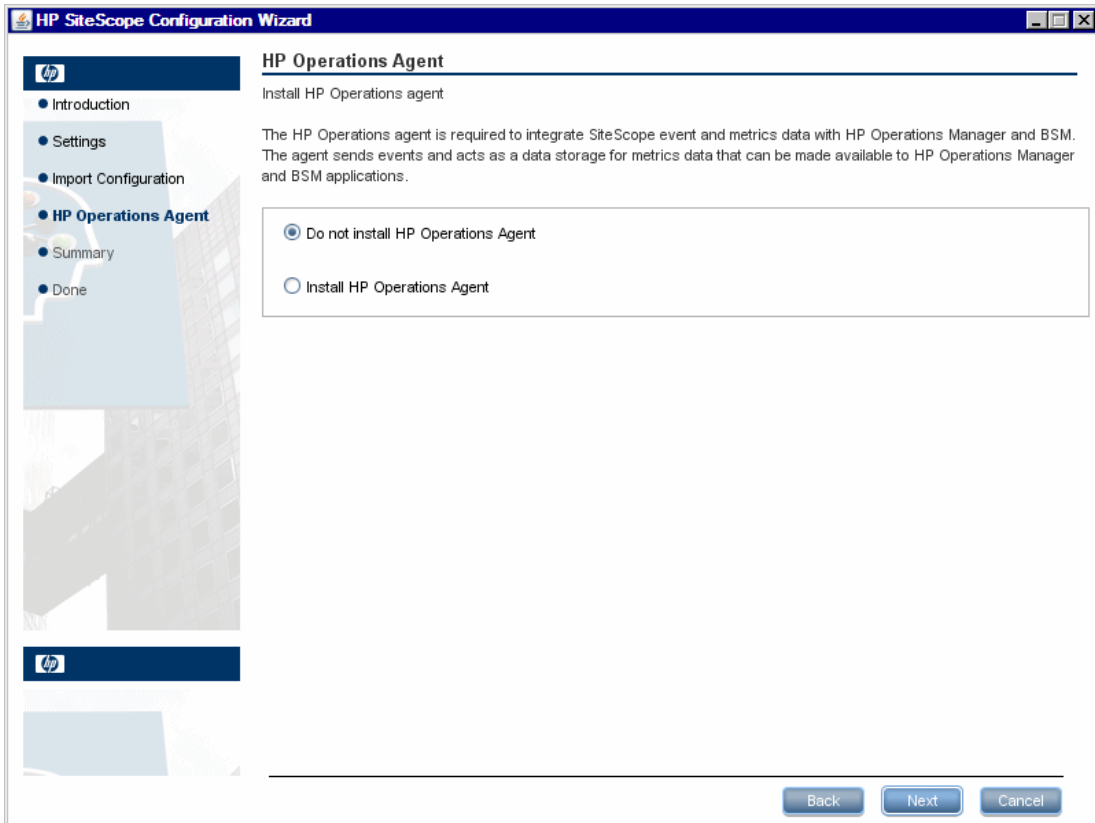 HP SiteScope Configuration Wizard
hp
Introduction
Settings
Import Configuration
HP Operations Agent
Summary
Done
hp
HP Operations Agent
Install HP Operations agent
The HP Operations agent is required to integrate SiteScope event and metrics data with HP Operations Manager and BSM.
The agent sends events and acts as a data storage for metrics data that can be made available to HP Operations Manager
and BSM applications.
Do not install HP Operations Agent
Install HP Operations Agent
Back
Next
Cancel